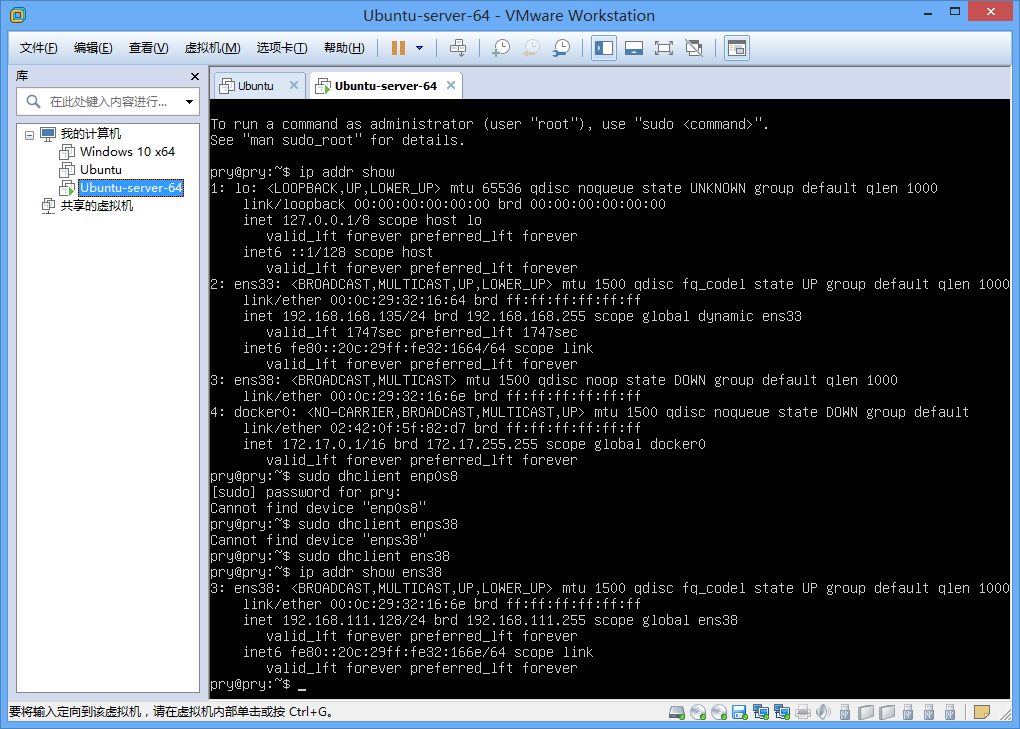 Ubuntu-server-64 - VMware Workstation
文件(F) 编辑(E) 查看(V) 虚拟机(M) 选项卡(T) 帮助(H)
库
在此处键入内容进行...
我的计算机
Windows 10 x64
Ubuntu
Ubuntu-server-64
共享的虚拟机
Ubuntu Ubuntu-server-64
To run a command as administrator (user "root"), use "sudo <command>".
See "man sudo_root" for details.
pry@pry:~$ ip addr show
1: lo: <LOOPBACK,UP,LOWER_UP> mtu 65536 qdisc noqueue state UNKNOWN group default qlen 1000
link/loopback 00:00:00:00:00:00 brd 00:00:00:00:00:00
inet 127.0.0.1/8 scope host lo
valid_lft forever preferred_lft forever
inet6 ::1/128 scope host
valid_lft forever preferred_lft forever
2: ens33: <BROADCAST,MULTICAST,UP,LOWER_UP> mtu 1500 qdisc fq_codel state UP group default qlen 1000
link/ether 00:0c:29:32:16:64 brd ff:ff:ff:ff:ff:ff
inet 192.168.168.135/24 brd 192.168.168.255 scope global dynamic ens33
valid_lft 1747sec preferred_lft 1747sec
inet6 fe80::20c:29ff:fe32:1664/64 scope link
valid_lft forever preferred_lft forever
3: ens38: <BROADCAST,MULTICAST> mtu 1500 qdisc noop state DOWN group default qlen 1000
link/ether 00:0c:29:32:16:6e brd ff:ff:ff:ff:ff:ff
4: docker0: <NO-CARRIER,BROADCAST,MULTICAST,UP> mtu 1500 qdisc noqueue state DOWN group default
link/ether 02:42:0f:5f:82:d7 brd ff:ff:ff:ff:ff:ff
inet 172.17.0.1/16 brd 172.17.255.255 scope global docker0
valid_lft forever preferred_lft forever
pry@pry:~$ sudo dhclient enp0s8
[sudo] password for pry:
Cannot find device "enp0s8"
pry@pry:~$ sudo dhclient enps38
Cannot find device "enps38"
pry@pry:~$ sudo dhclient ens38
pry@pry:~$ ip addr show ens38
3: ens38: <BROADCAST,MULTICAST,UP,LOWER_UP> mtu 1500 qdisc fq_codel state UP group default qlen 1000
link/ether 00:0c:29:32:16:6e brd ff:ff:ff:ff:ff:ff
inet 192.168.111.128/24 brd 192.168.111.255 scope global ens38
valid_lft forever preferred_lft forever
inet6 fe80::20c:29ff:fe32:166e/64 scope link
valid_lft forever preferred_lft forever
pry@pry:~$ _
要将输入定向到该虚拟机，请在虚拟机内部单击或按 Ctrl+G。